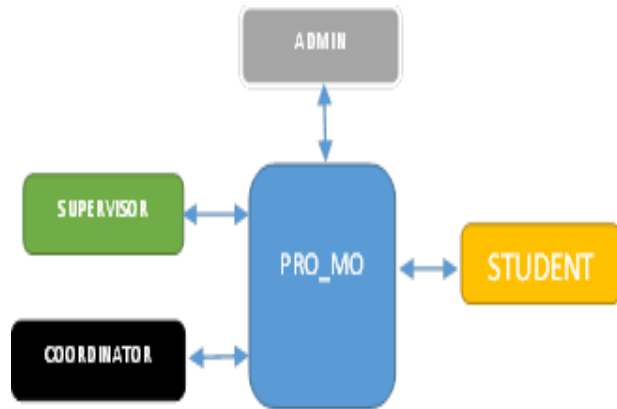 ADMIN
SUPERVISOR
PRO_MO
STUDENT
COORDINATOR